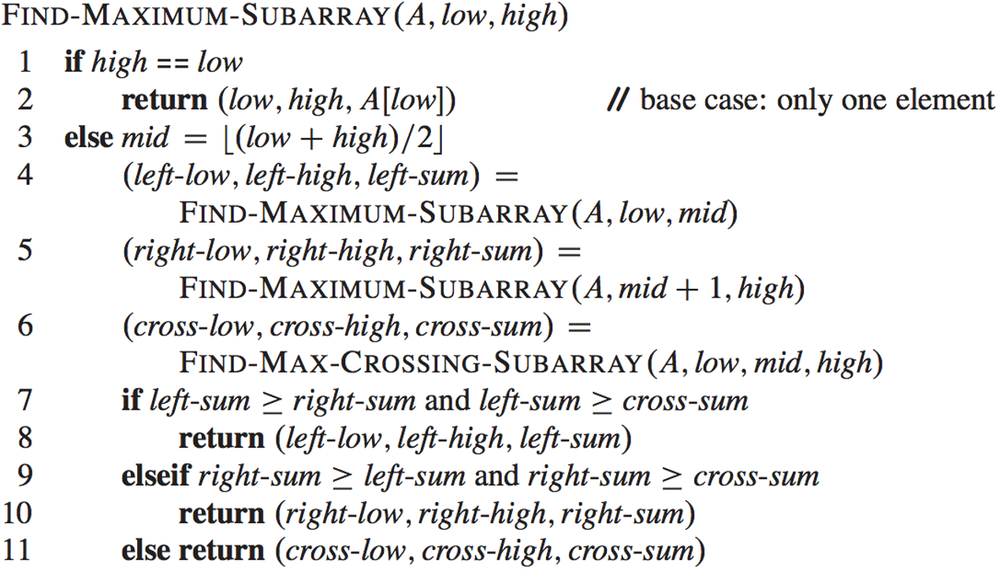 FIND-MAXIMUM-SUBARRAY(A, low, high)
1 if high == low
2 return (low, high, A[low]) // base case: only one element
3 else mid = ⌊(low + high)/2⌋
4 (left-low, left-high, left-sum) =
FIND-MAXIMUM-SUBARRAY(A, low, mid)
5 (right-low, right-high, right-sum) =
FIND-MAXIMUM-SUBARRAY(A, mid + 1, high)
6 (cross-low, cross-high, cross-sum) =
FIND-MAX-CROSSING-SUBARRAY(A, low, mid, high)
7 if left-sum ≥ right-sum and left-sum ≥ cross-sum
8 return (left-low, left-high, left-sum)
9 elseif right-sum ≥ left-sum and right-sum ≥ cross-sum
10 return (right-low, right-high, right-sum)
11 else return (cross-low, cross-high, cross-sum)